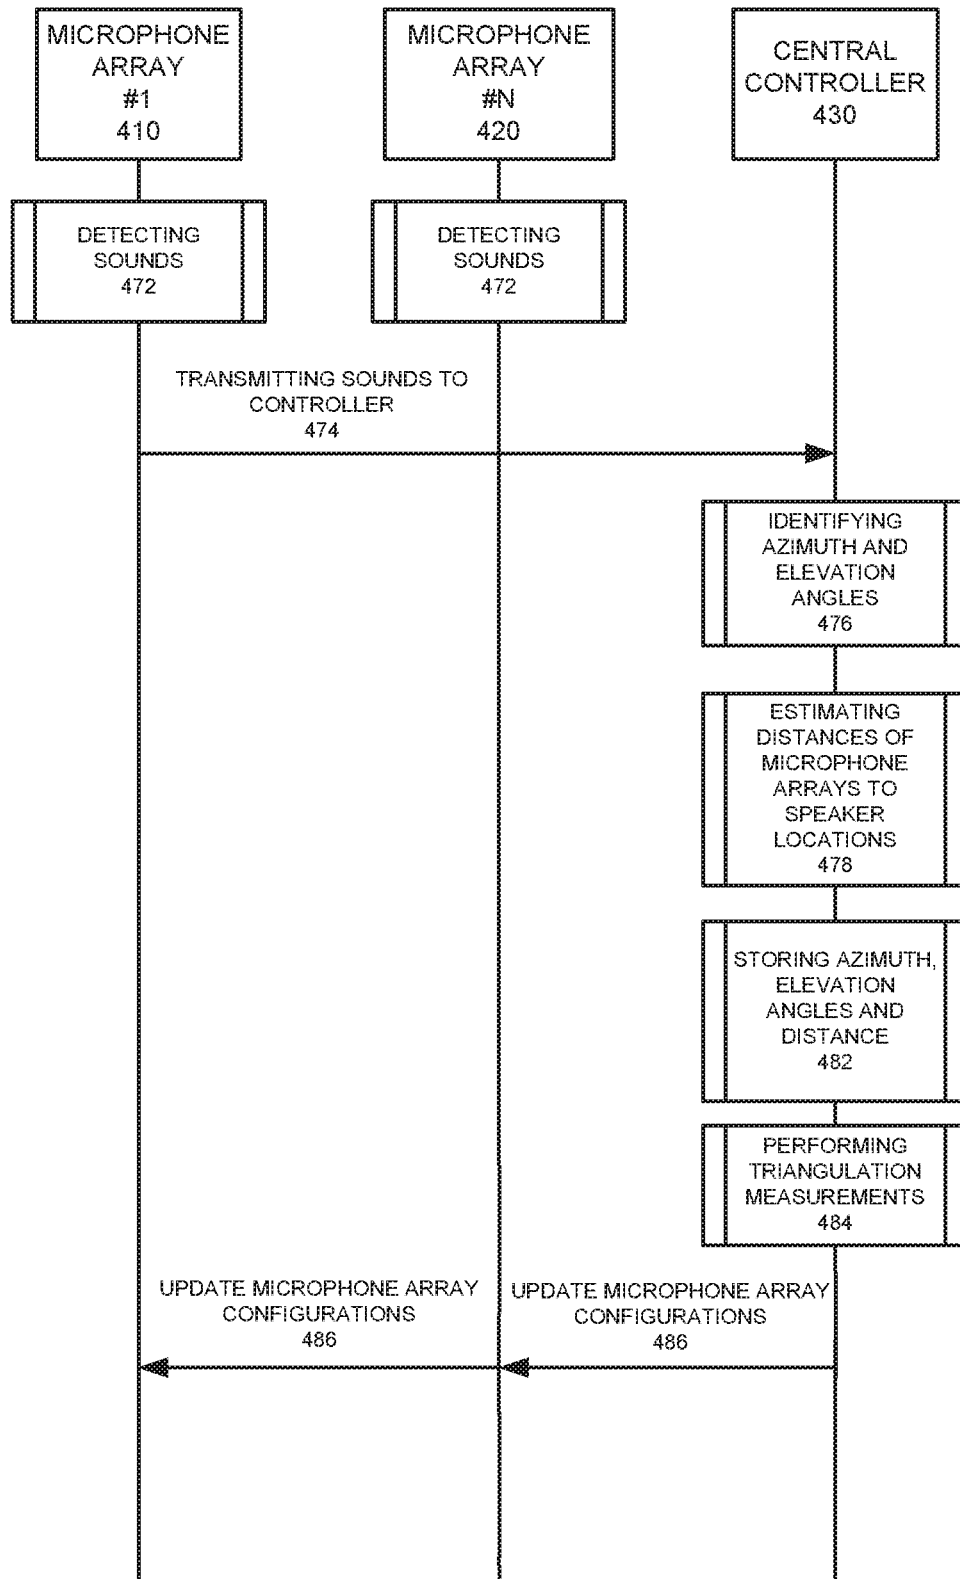 MICROPHONE
ARRAY
#1
410
MICROPHONE
ARRAY
#N
420
CENTRAL
CONTROLLER
430
DETECTING
SOUNDS
472
DETECTING
SOUNDS
472
TRANSMITTING SOUNDS TO
CONTROLLER
474
IDENTIFYING
AZIMUTH AND
ELEVATION
ANGLES
476
ESTIMATING
DISTANCES OF
MICROPHONE
ARRAYS TO
SPEAKER
LOCATIONS
478
STORING AZIMUTH,
ELEVATION
ANGLES AND
DISTANCE
482
PERFORMING
TRIANGULATION
MEASUREMENTS
484
UPDATE MICROPHONE ARRAY
CONFIGURATIONS
486
UPDATE MICROPHONE ARRAY
CONFIGURATIONS
486